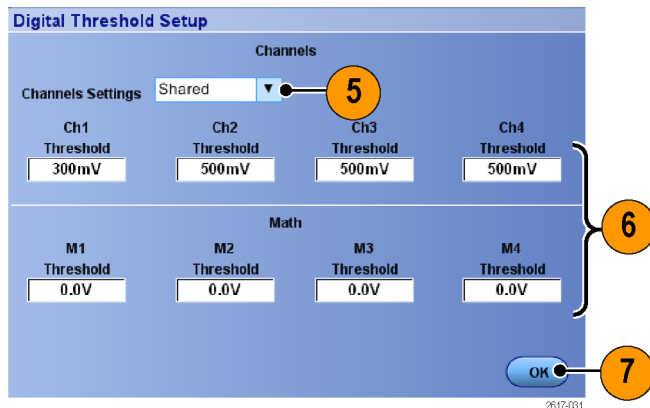 Digital Threshold Setup
Channels
Channels Settings Shared 5
Ch1 Ch2 Ch3 Ch4
Threshold Threshold Threshold Threshold
300mV 500mV 500mV 500mV
6
Math
M1 M2 M3 M4
Threshold Threshold Threshold Threshold
0.0V 0.0V 0.0V 0.0V
OK 7
2617-031